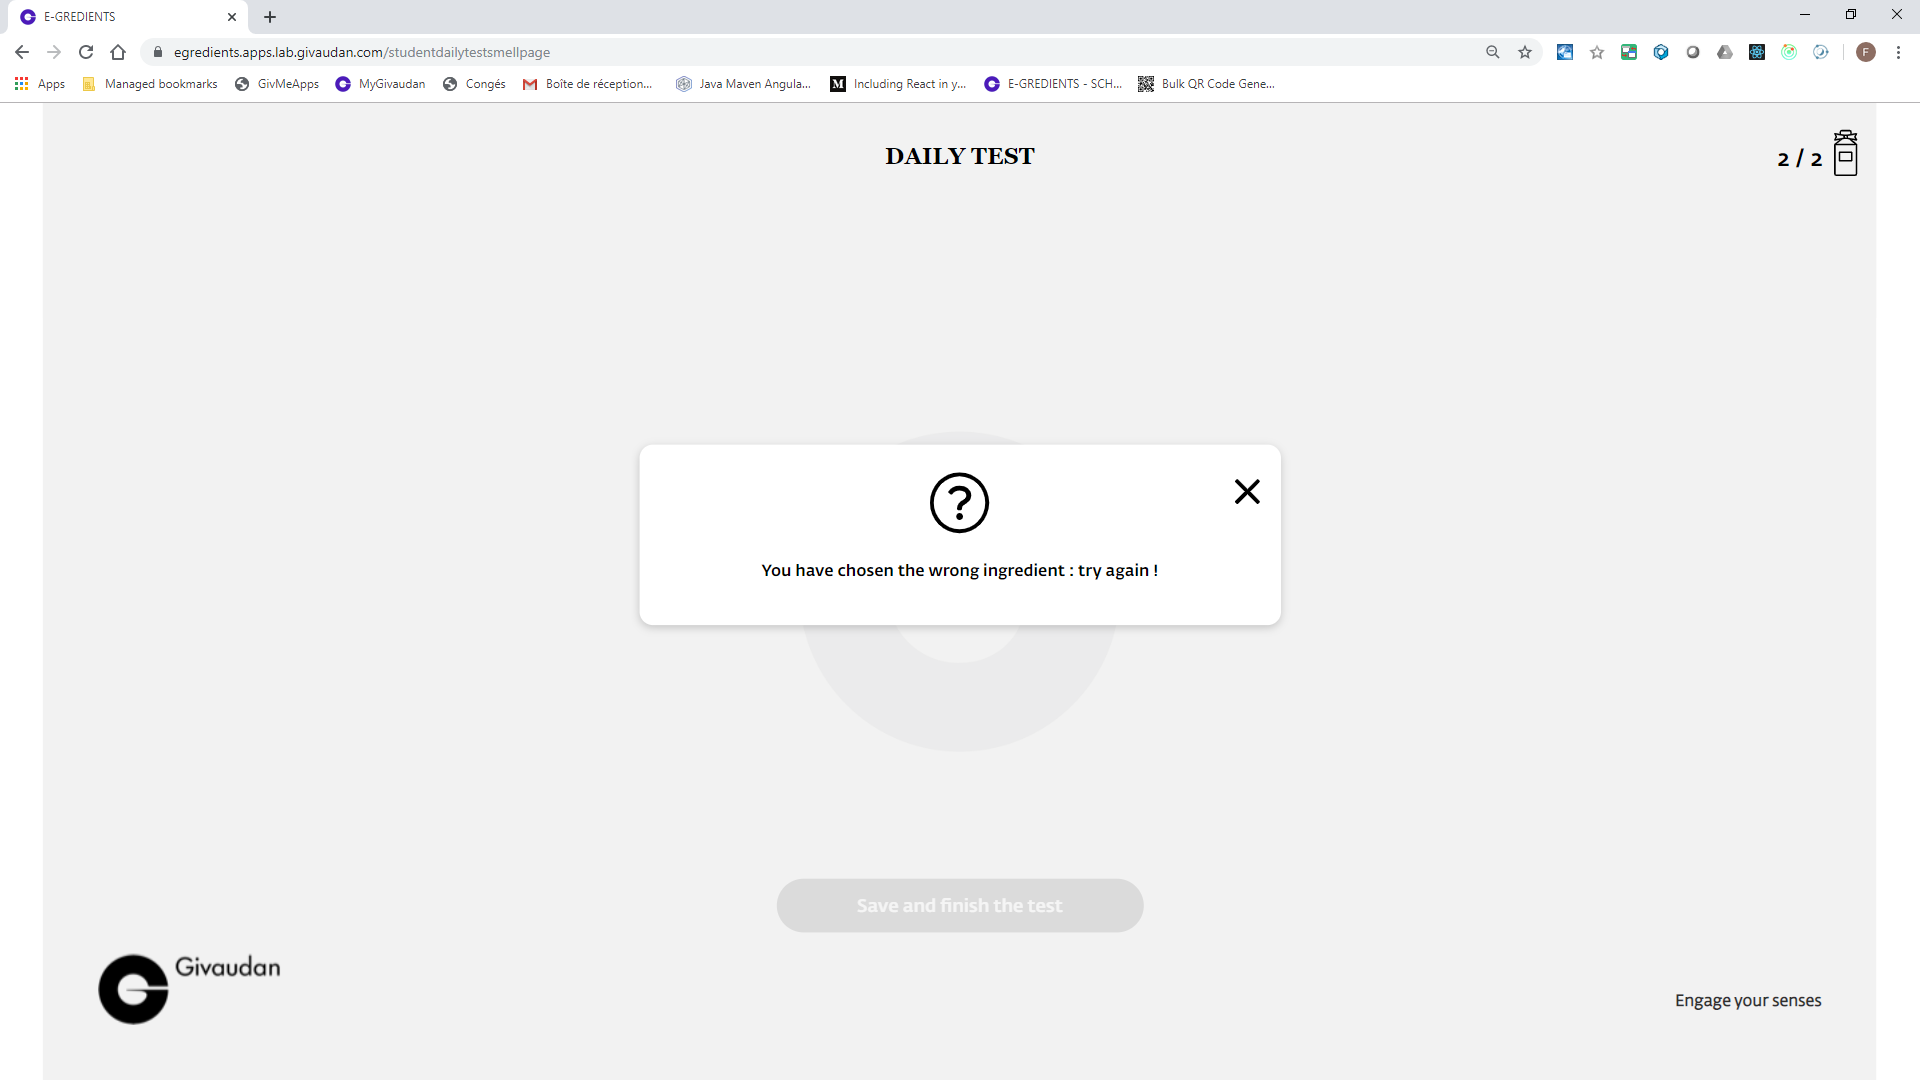 E-GREDIENTS
egredients.apps.lab.givaudan.com/studentdailytestsmellpage
F
Apps
Managed bookmarks
GivMeApps
MyGivaudan
Congés
Boîte de réception...
Java Maven Angula...
M
Including React in y...
E-GREDIENTS - SCH...
Bulk QR Code Gene...
DAILY TEST
2 / 2
?
You have chosen the wrong ingredient : try again !
Save and finish the test
Givaudan
Engage your senses